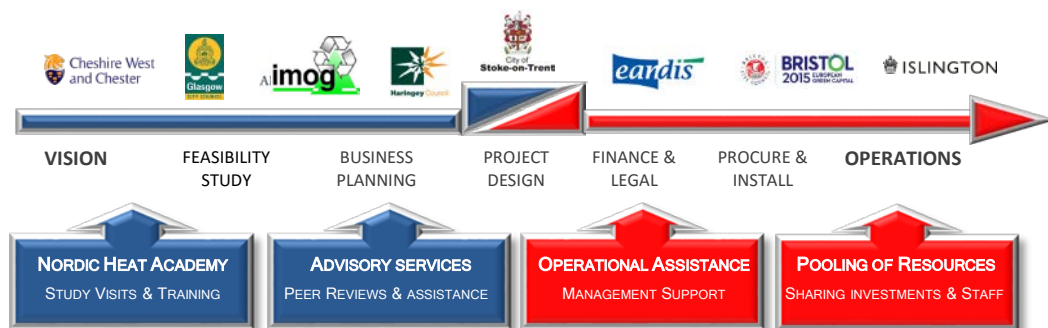 Cheshire West
and Chester
Glasgow
CITY COUNCIL
imog
Haringey Council
City of
Stoke-on-Trent
eandis
BRISTOL
2015 EUROPEAN
GREEN CAPITAL
ISLINGTON
VISION
FEASIBILITY
STUDY
BUSINESS
PLANNING
PROJECT
DESIGN
FINANCE &
LEGAL
PROCURE &
INSTALL
OPERATIONS
NORDIC HEAT ACADEMY
STUDY VISITS & TRAINING
ADVISORY SERVICES
PEER REVIEWS & ASSISTANCE
OPERATIONAL ASSISTANCE
MANAGEMENT SUPPORT
POOLING OF RESOURCES
SHARING INVESTMENTS & STAFF